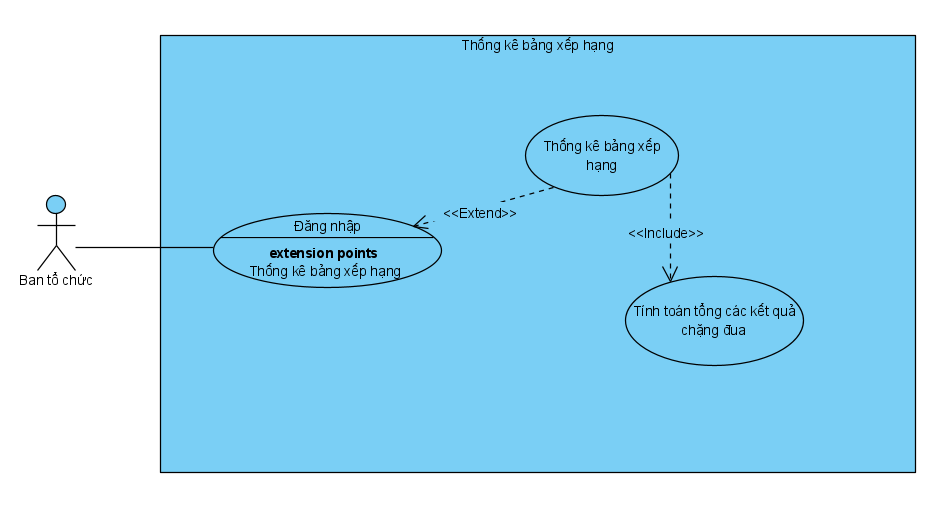 Thống kê bảng xếp hạng
Thống kê bảng xếp
hạng
<<Extend>>
Đăng nhập
extension points
Thống kê bảng xếp hạng
<<Include>>
Ban tổ chức
Tính toán tổng các kết quả
chặng đua